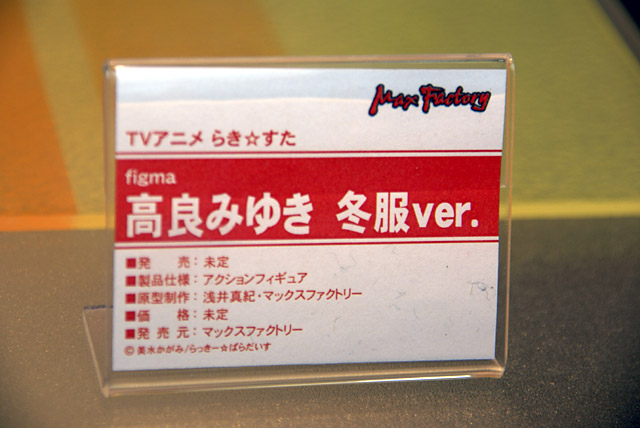 Max Factory
TVアニメ らき☆すた
figma
高良みゆき 冬服ver.
■発　　売：未定
■製品仕様：アクションフィギュア
■原型制作：浅井真紀・マックスファクトリー
■価　　格：未定
■発 売 元：マックスファクトリー
© 美水かがみ/らっきー☆ぱらだいす